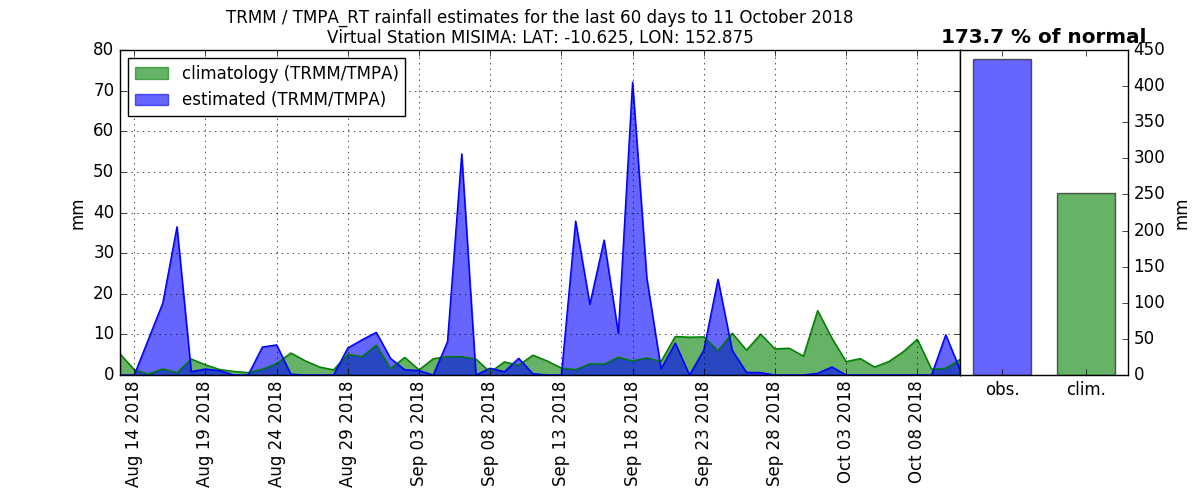 TRMM / TMPA_RT rainfall estimates for the last 60 days to 11 October 2018
Virtual Station MISIMA: LAT: -10.625, LON: 152.875
173.7 % of normal
climatology (TRMM/TMPA)
estimated (TRMM/TMPA)
80
70
60
50
40
30
20
10
0
mm
Aug 14 2018
Aug 19 2018
Aug 24 2018
Aug 29 2018
Sep 03 2018
Sep 08 2018
Sep 13 2018
Sep 18 2018
Sep 23 2018
Sep 28 2018
Oct 03 2018
Oct 08 2018
450
400
350
300
250
200
150
100
50
0
mm
obs.
clim.